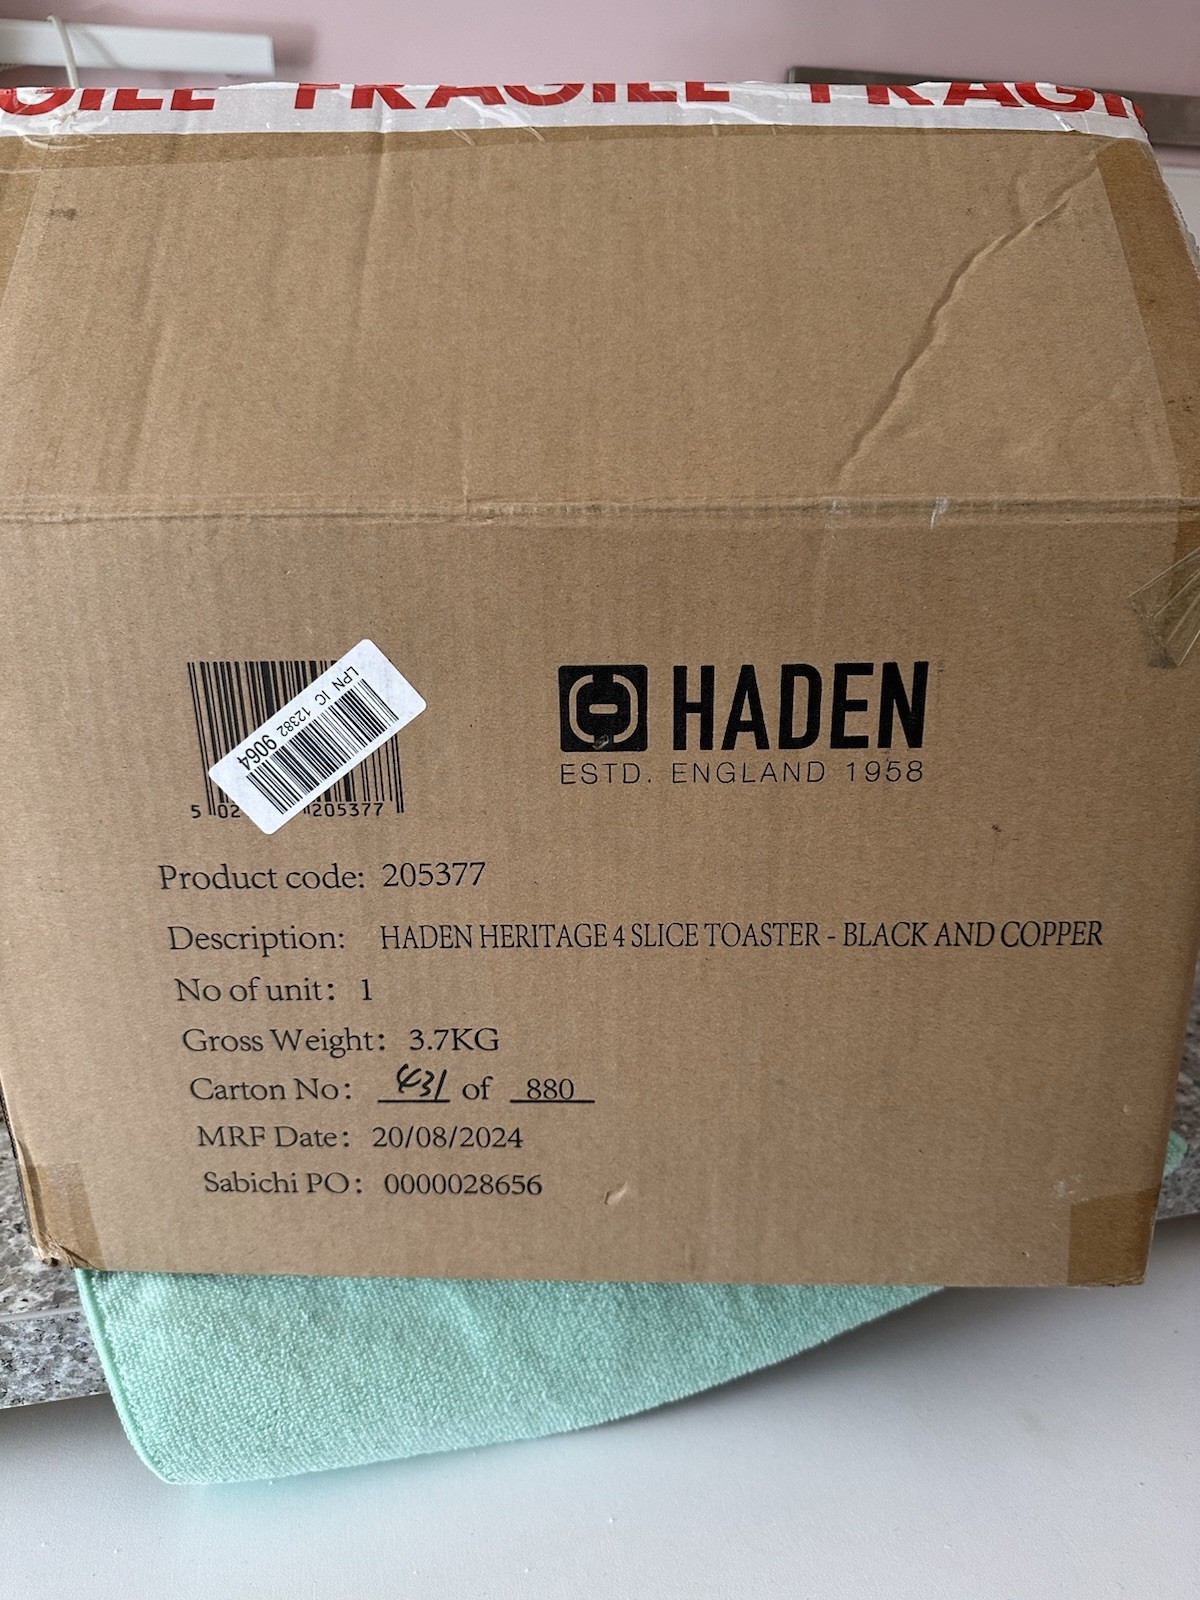 GILE FRAGILE FRAGI
LPN IC 12382 9064
5 02 205377
HADEN
ESTD. ENGLAND 1958
Product code: 205377
Description: HADEN HERITAGE 4 SLICE TOASTER - BLACK AND COPPER
No of unit: 1
Gross Weight: 3.7KG
Carton No: 431 of 880
MRF Date: 20/08/2024
Sabichi PO: 0000028656